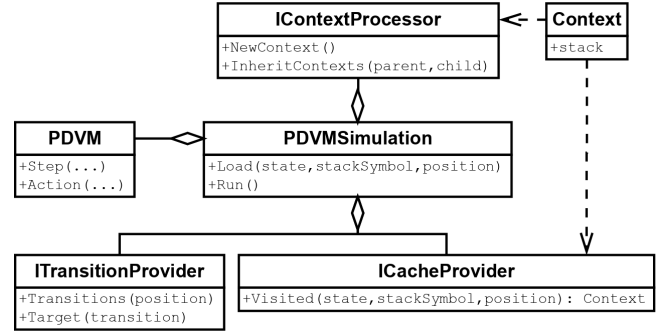 IContextProcessor
+NewContext()
+InheritContexts(parent,child)
Context
+stack
PDVM
+Step(...)
+Action(...)
PDVMSimulation
+Load(state,stackSymbol,position)
+Run()
ITransitionProvider
+Transitions(position)
+Target(transition)
ICacheProvider
+Visited(state,stackSymbol,position): Context